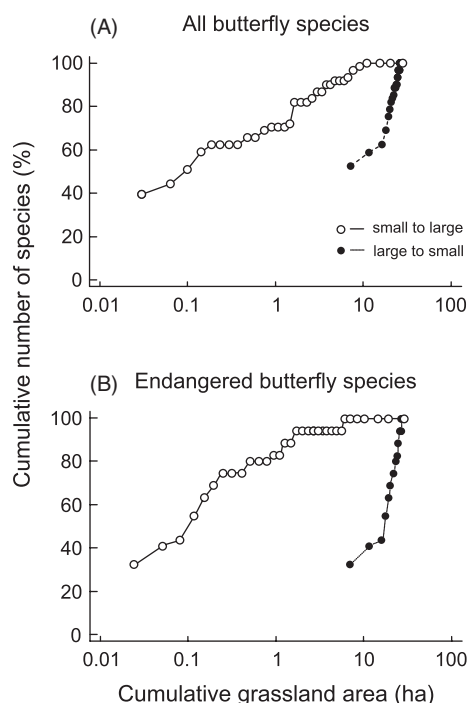 (A) All butterfly species
100
80
60
40
20
0
0.01 0.1 1 10 100
small to large
large to small
Cumulative number of species (%)
(B) Endangered butterfly species
100
80
60
40
20
0
0.01 0.1 1 10 100
Cumulative grassland area (ha)